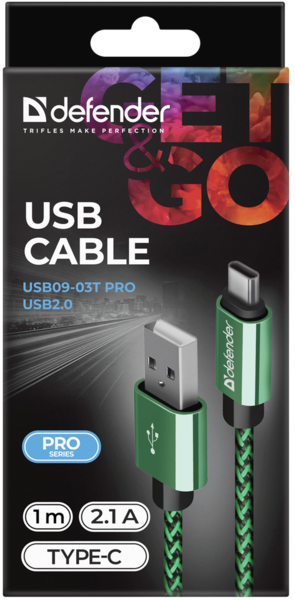 defender
TRIFLES MAKE PERFECTION
GET
&
GO
USB
CABLE
USB09-03T PRO
USB2.0
defender
PRO
SERIES
1 m
2.1 A
TYPE-C